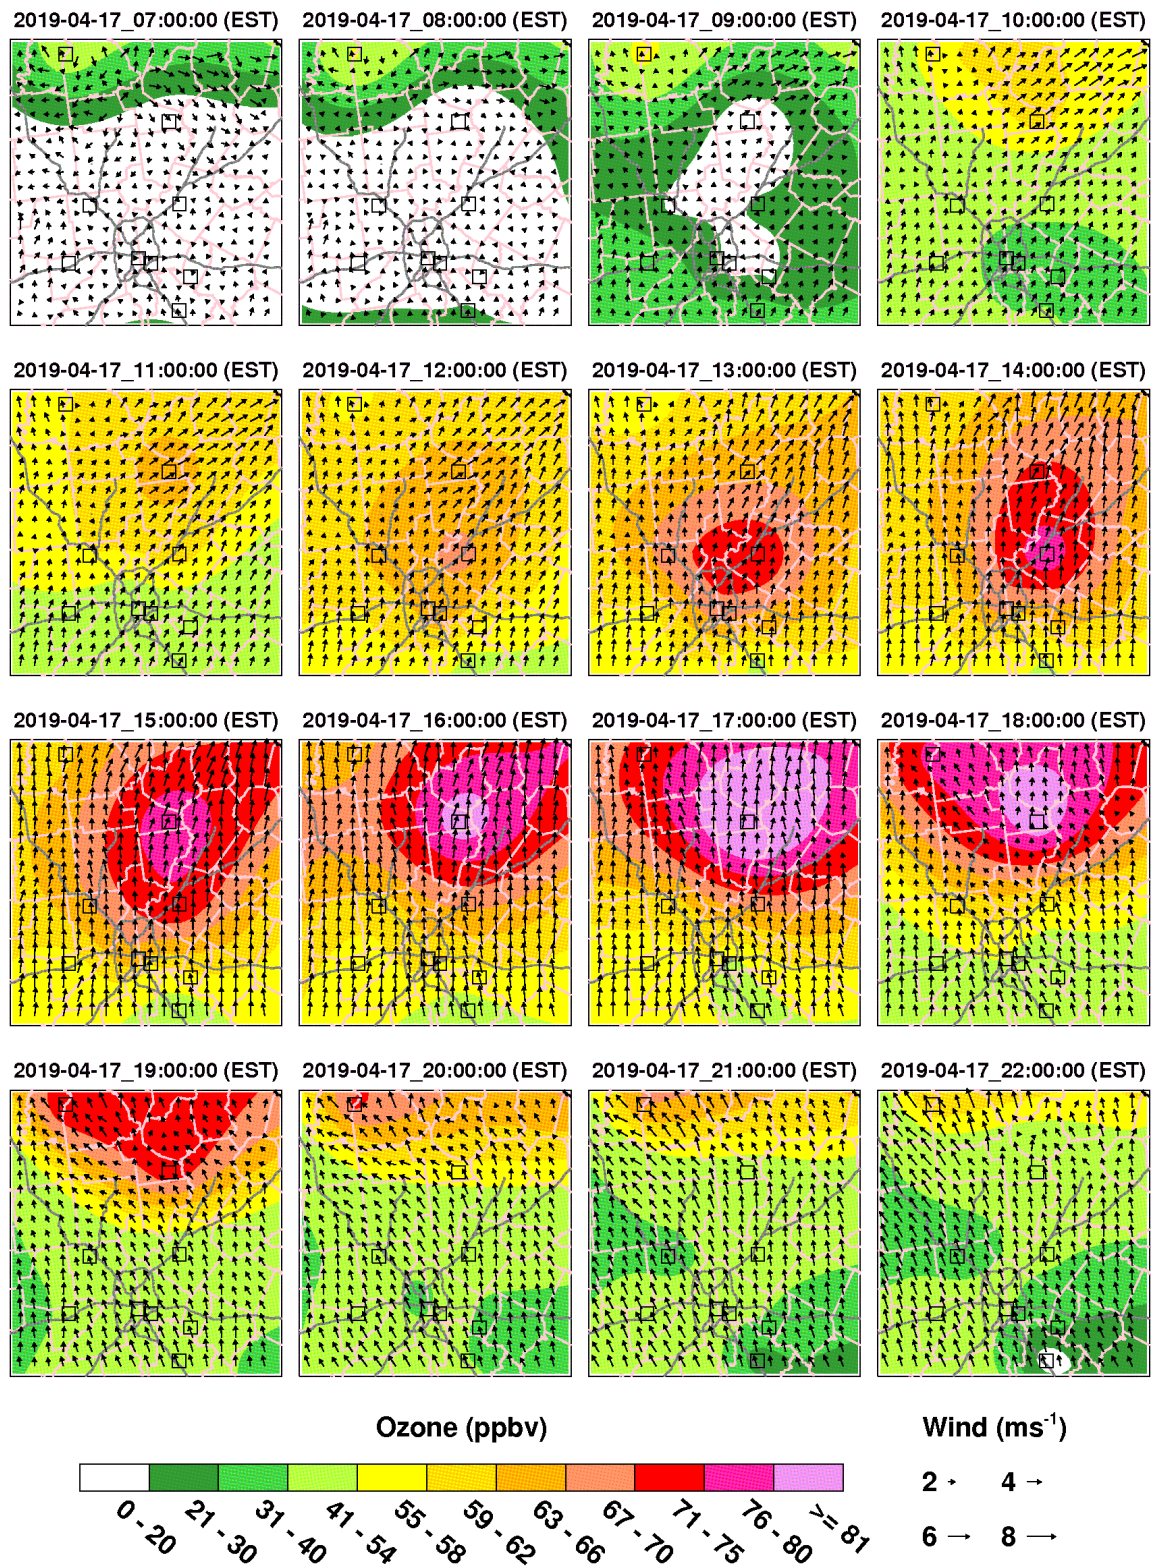 2019-04-17_07:00:00 (EST) 2019-04-17_08:00:00 (EST) 2019-04-17_09:00:00 (EST) 2019-04-17_10:00:00 (EST)
2019-04-17_11:00:00 (EST) 2019-04-17_12:00:00 (EST) 2019-04-17_13:00:00 (EST) 2019-04-17_14:00:00 (EST)
2019-04-17_15:00:00 (EST) 2019-04-17_16:00:00 (EST) 2019-04-17_17:00:00 (EST) 2019-04-17_18:00:00 (EST)
2019-04-17_19:00:00 (EST) 2019-04-17_20:00:00 (EST) 2019-04-17_21:00:00 (EST) 2019-04-17_22:00:00 (EST)
Ozone (ppbv) Wind (ms⁻¹)
0 - 20 21 - 30 31 - 40 41 - 54 55 - 58 59 - 62 63 - 66 67 - 70 71 - 75 76 - 80 >= 81
2 4
6 8